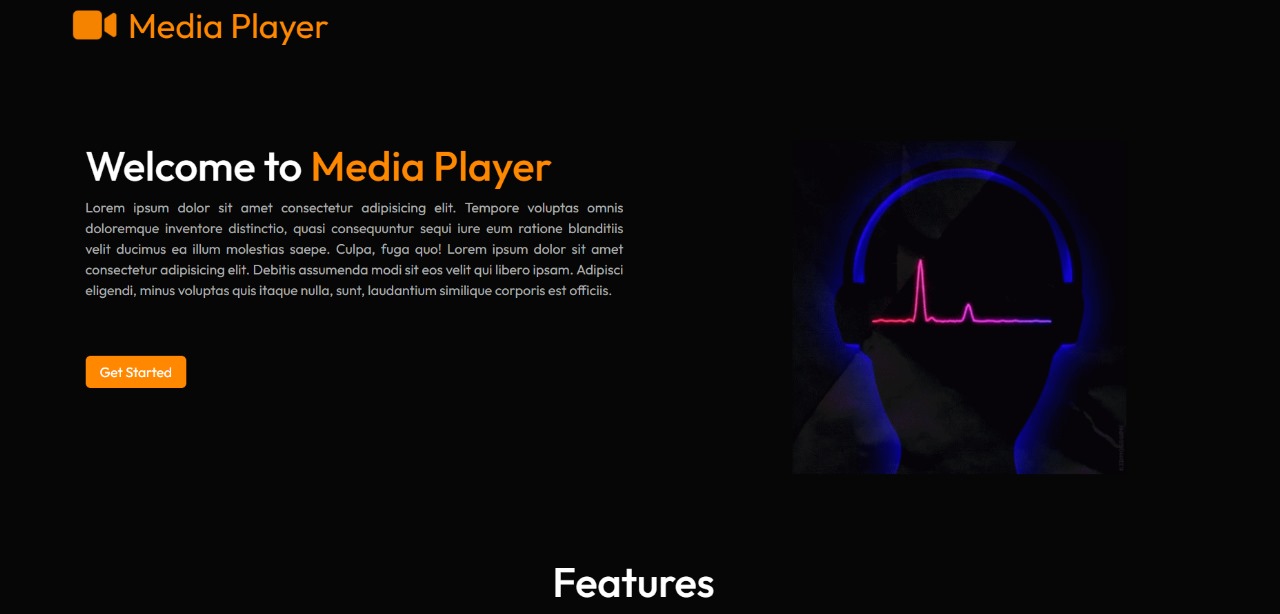 Media Player
Welcome to Media Player
Lorem ipsum dolor sit amet consectetur adipisicing elit. Tempore voluptas omnis
doloremque inventore distinctio, quasi consequuntur sequi iure eum ratione blanditiis
velit ducimus ea illum molestias saepe. Culpa, fuga quo! Lorem ipsum dolor sit amet
consectetur adipisicing elit. Debitis assumenda modi sit eos velit qui libero ipsam. Adipisci
eligendi, minus voluptas quis itaque nulla, sunt, laudantium similique corporis est officiis.
Get Started
Features